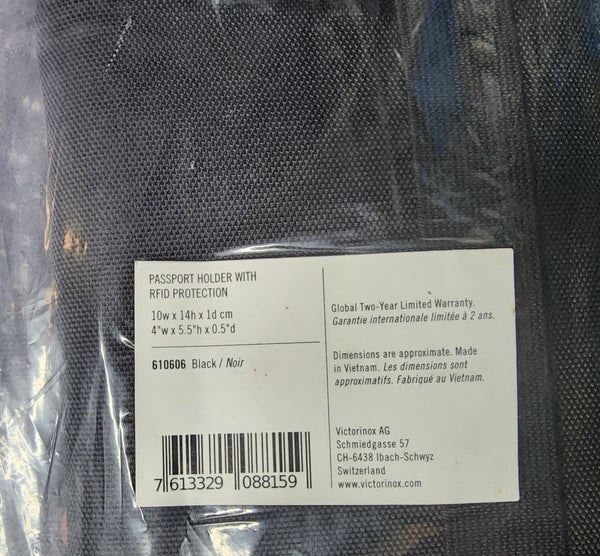 PASSPORT HOLDER WITH
RFID PROTECTION
10w x 14h x 1d cm
4"w x 5.5"h x 0.5"d
610606 Black / Noir
7 613329 088159
Global Two-Year Limited Warranty.
Garantie internationale limitée à 2 ans.
Dimensions are approximate. Made
in Vietnam. Les dimensions sont
approximatifs. Fabriqué au Vietnam.
Victorinox AG
Schmiedgasse 57
CH-6438 Ibach-Schwyz
Switzerland
www.victorinox.com